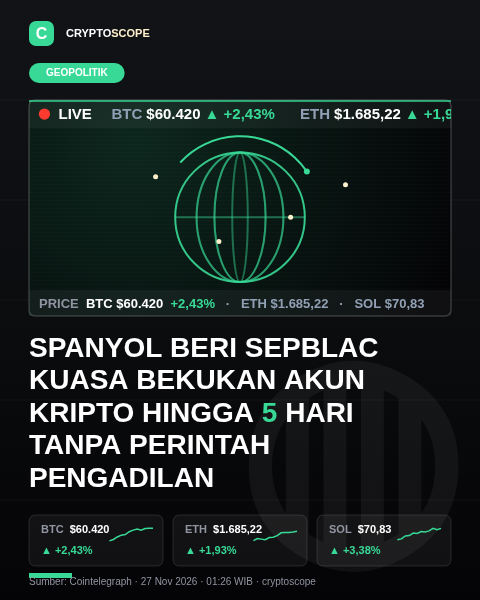 C CRYPTOSCOPE
GEOPOLITIK
LIVE BTC $60.420 ▲ +2,43% ETH $1.685,22 ▲ +1,9
PRICE BTC $60.420 +2,43% · ETH $1.685,22 · SOL $70,83
SPANYOL BERI SEPBLAC
KUASA BEKUKAN AKUN
KRIPTO HINGGA 5 HARI
TANPA PERINTAH
PENGADILAN
BTC $60.420 ETH $1.685,22 SOL $70,83
▲ +2,43% ▲ +1,93% ▲ +3,38%
Sumber: Cointelegraph · 27 Nov 2026 · 01:26 WIB · cryptoscope